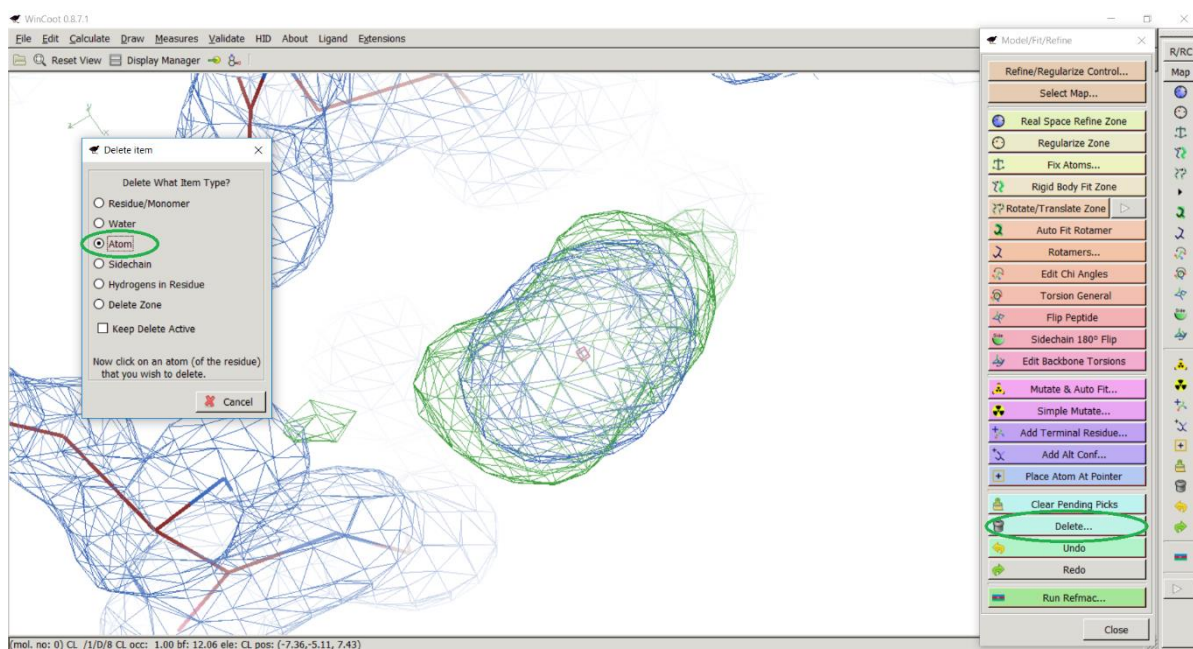 WinCoot 0.8.7.1
File Edit Calculate Draw Measures Validate HID About Ligand Extensions
Reset View Display Manager
Delete item
Delete What Item Type?
Residue/Monomer
Water
Atom
Sidechain
Hydrogens in Residue
Delete Zone
Keep Delete Active
Now click on an atom (of the residue)
that you wish to delete.
Cancel
Model/Fit/Refine
Refine/Regularize Control...
Select Map...
Real Space Refine Zone
Regularize Zone
Fix Atoms...
Rigid Body Fit Zone
Rotate/Translate Zone
Auto Fit Rotamer
Rotamers...
Edit Chi Angles
Torsion General
Flip Peptide
Side
Sidechain 180° Flip
Edit Backbone Torsions
Mutate & Auto Fit...
Simple Mutate...
Add Terminal Residue...
Add Alt Conf...
Place Atom At Pointer
Clear Pending Picks
Delete...
Undo
Redo
Run Refmac...
Close
R/RC
Map
Side
(mol. no: 0) CL /1/D/8 CL occ: 1.00 bf: 12.06 ele: CL pos: (-7.36,-5.11, 7.43)